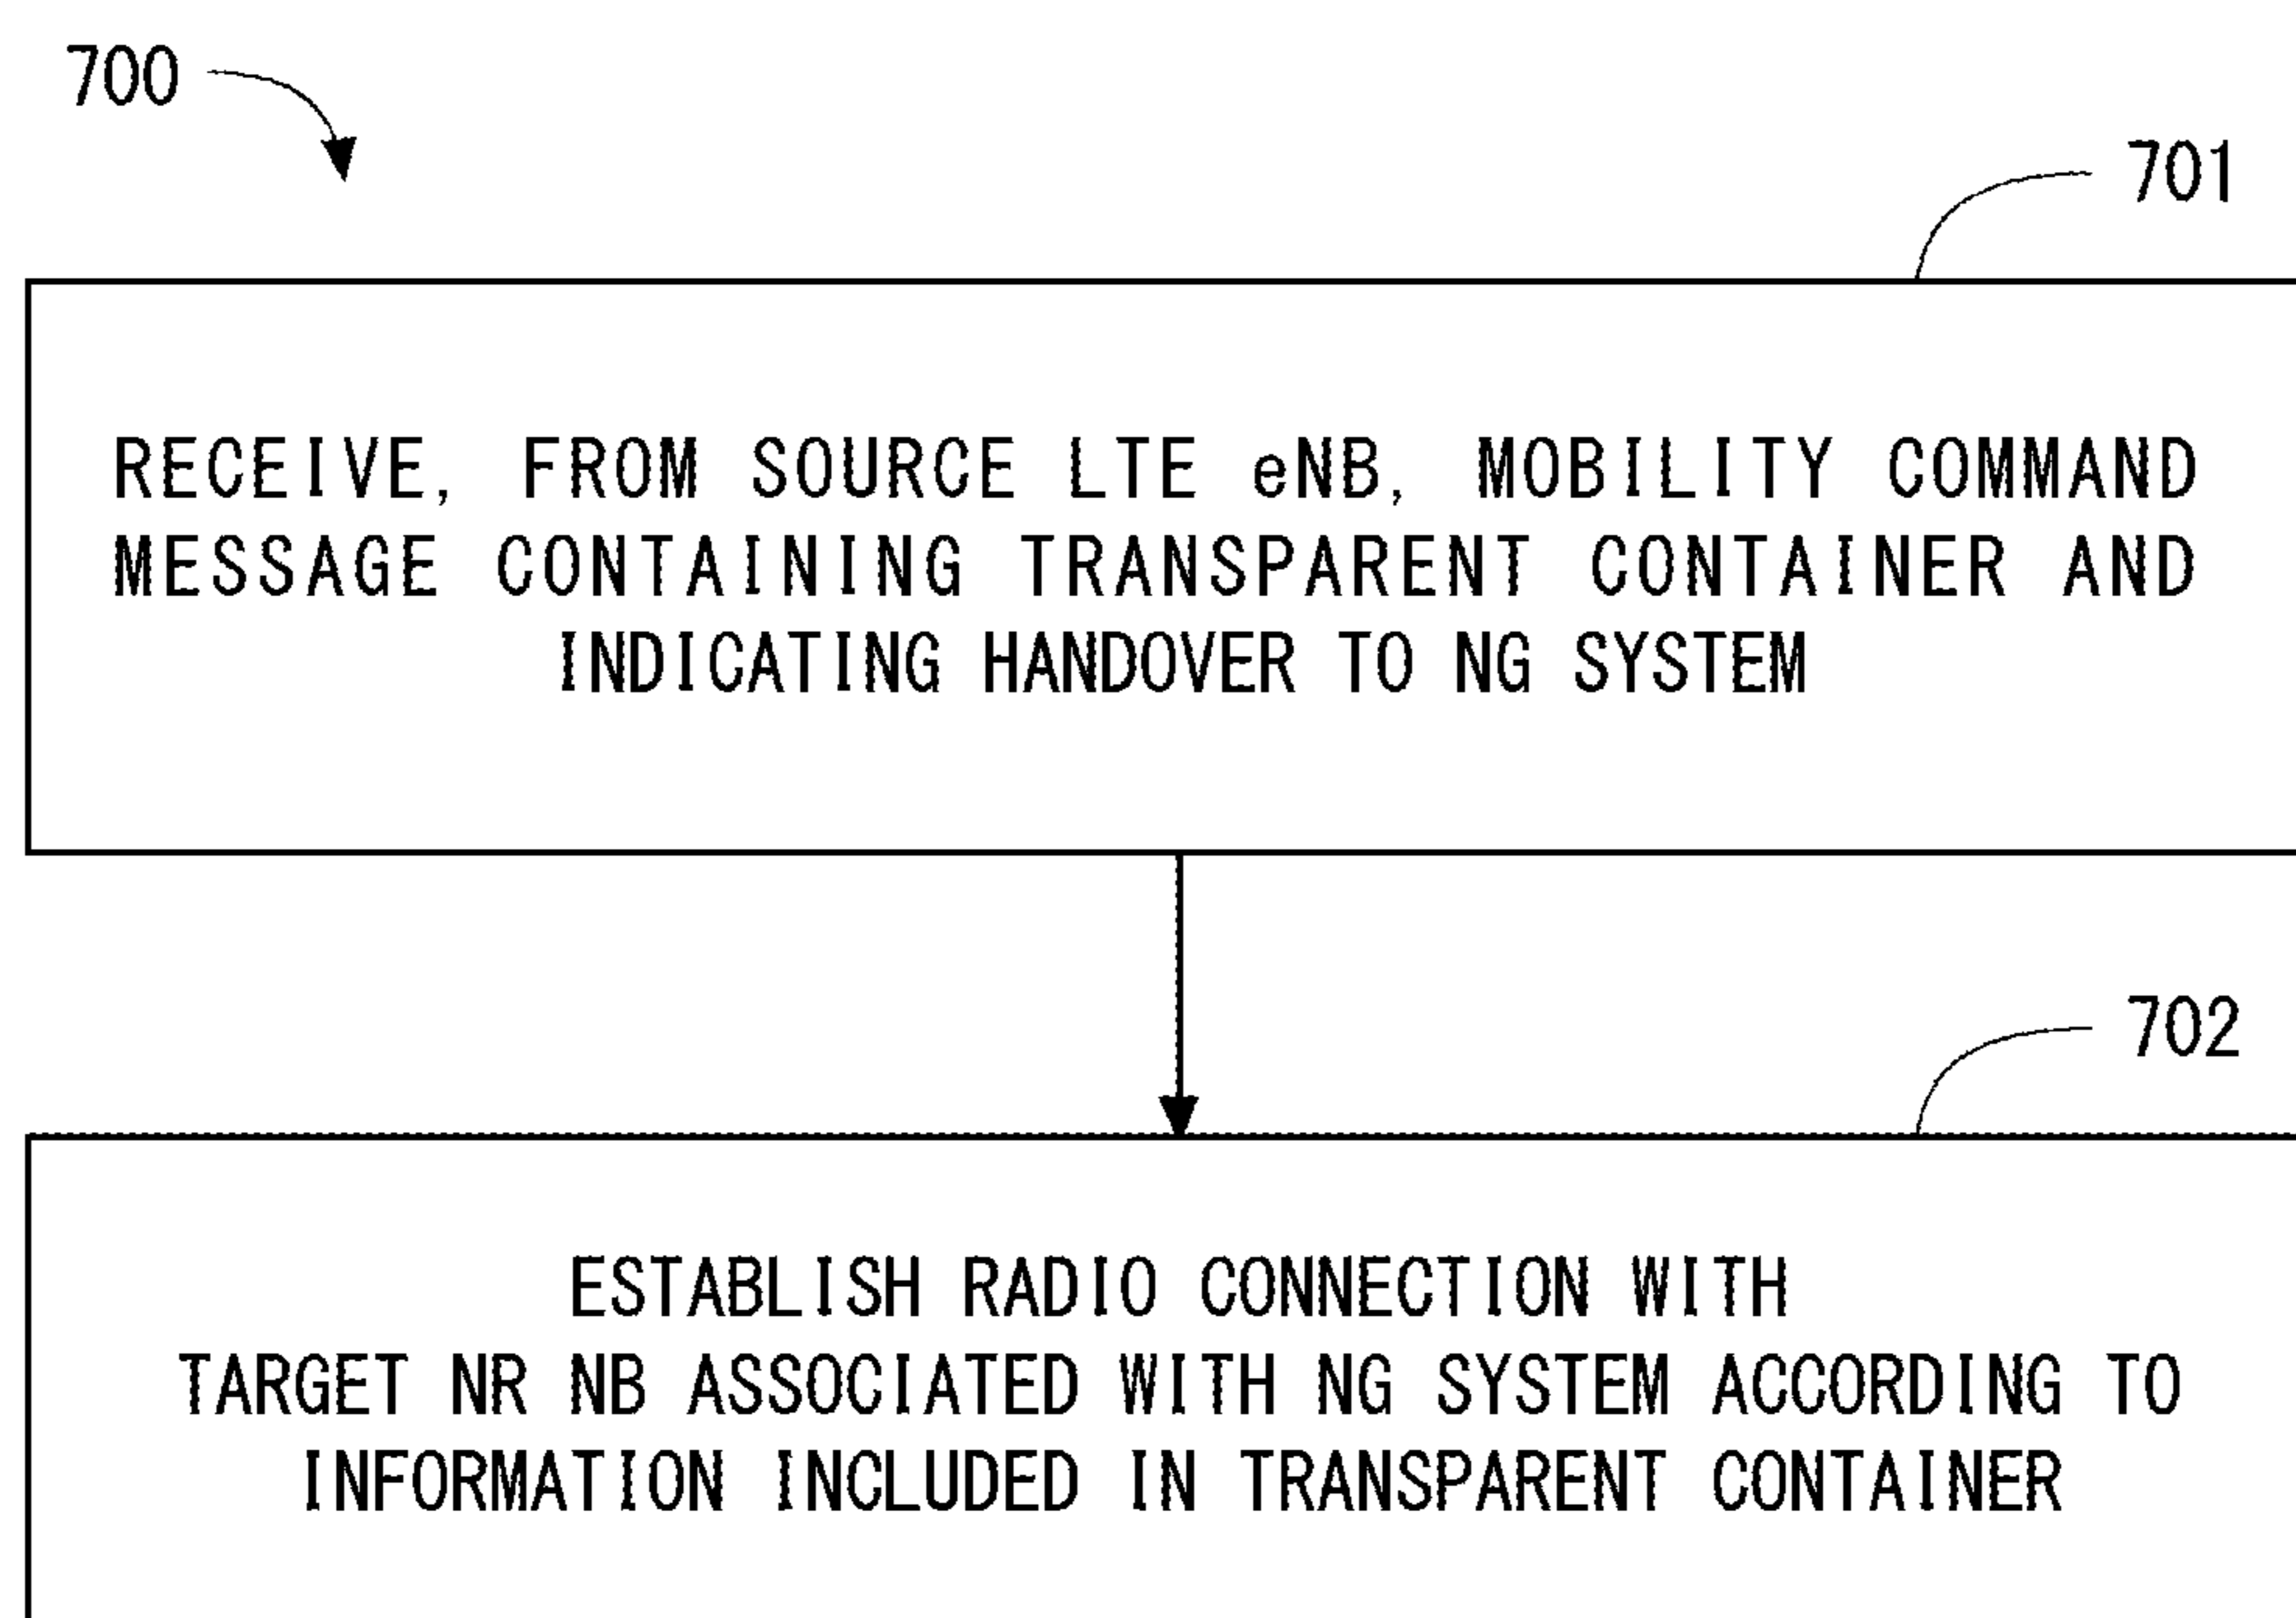 700
701
RECEIVE, FROM SOURCE LTE eNB, MOBILITY COMMAND
MESSAGE CONTAINING TRANSPARENT CONTAINER AND
INDICATING HANDOVER TO NG SYSTEM
702
ESTABLISH RADIO CONNECTION WITH
TARGET NR NB ASSOCIATED WITH NG SYSTEM ACCORDING TO
INFORMATION INCLUDED IN TRANSPARENT CONTAINER